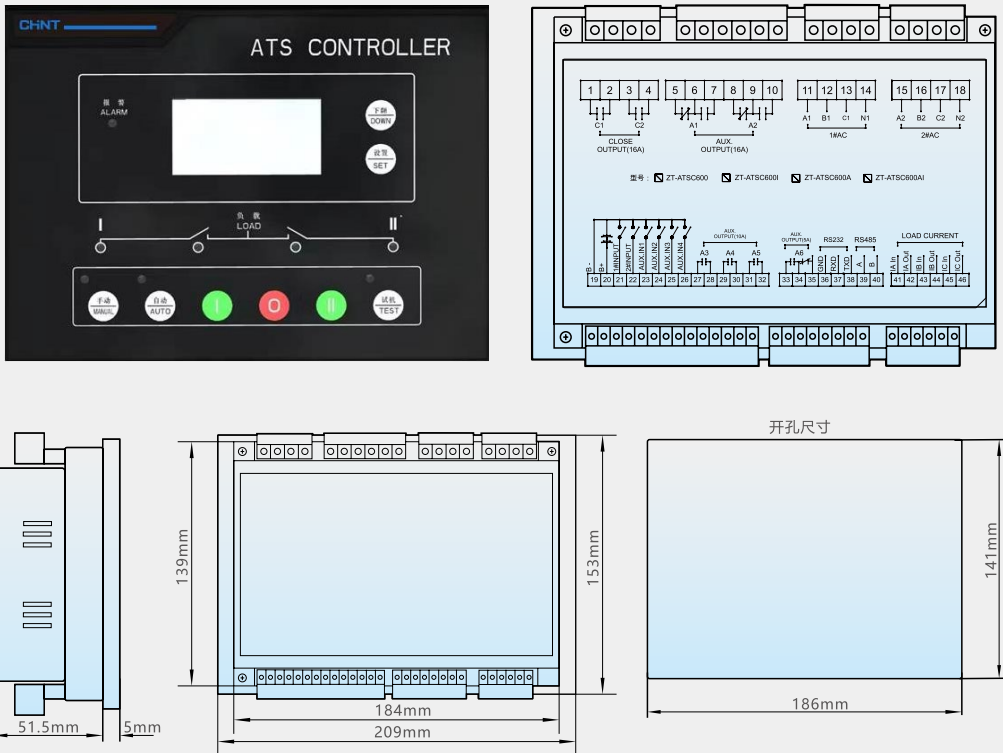 CHNT
ATS CONTROLLER
报警
ALARM
下翻
DOWN
设置
SET
I
负载
LOAD
II
手动
MANUAL
自动
AUTO
I
O
II
试机
TEST
1 2 3 4 5 6 7 8 9 10 11 12 13 14 15 16 17 18
C1 C2 A1 A2 A1 B1 C1 N1 A2 B2 C2 N2
CLOSE
OUTPUT(16A)
AUX.
OUTPUT(16A)
1#AC
2#AC
型号: ZT-ATSC600 ZT-ATSC600I ZT-ATSC600A ZT-ATSC600AI
B -
B+
1#INPUT
2#INPUT
AUX.IN1
AUX.IN2
AUX.IN3
AUX.IN4
AUX.
OUTPUT(10A)
A3 A4 A5
AUX.
OUTPUT(5A)
A6
RS232
GND
RXD
TXD
RS485
A
B
LOAD CURRENT
IA In
IA Out
IB In
IB Out
IC In
IC Out
19 20 21 22 23 24 25 26 27 28 29 30 31 32 33 34 35 36 37 38 39 40 41 42 43 44 45 46
51.5mm
5mm
139mm
153mm
184mm
209mm
开孔尺寸
141mm
186mm